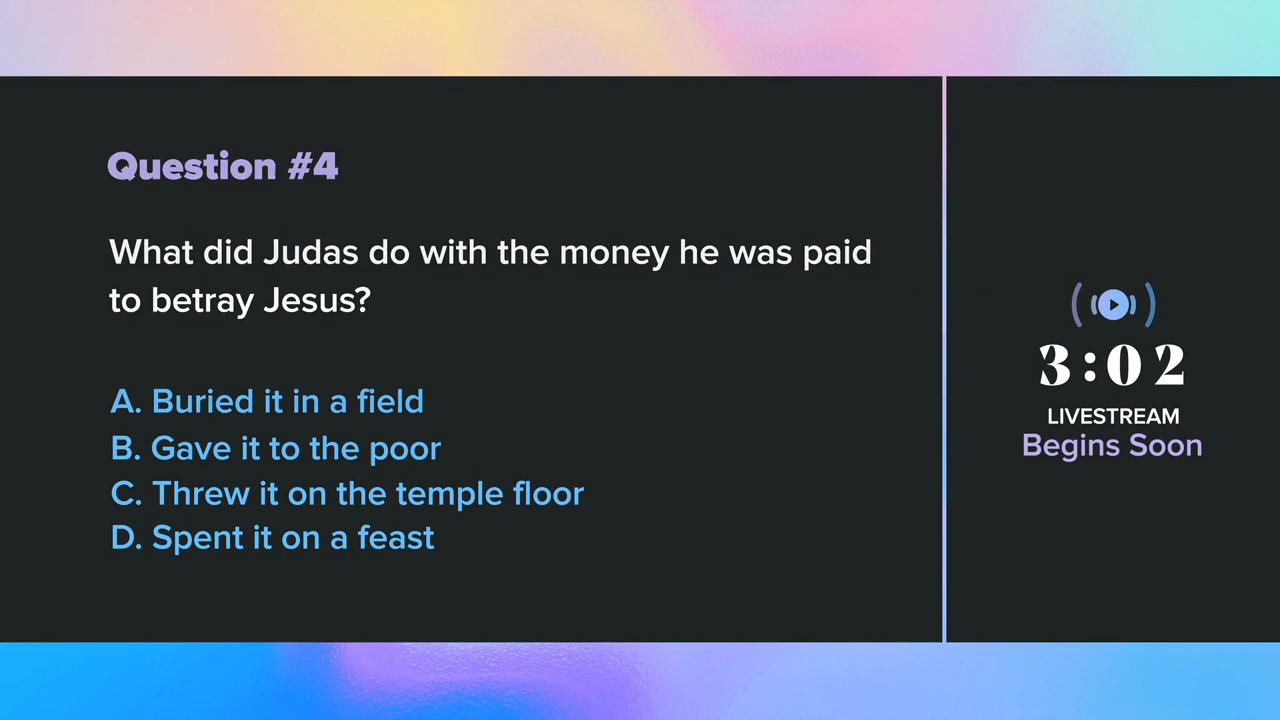 Question #4
What did Judas do with the money he was paid
to betray Jesus?
A. Buried it in a field
B. Gave it to the poor
C. Threw it on the temple floor
D. Spent it on a feast
3:02
LIVESTREAM
Begins Soon